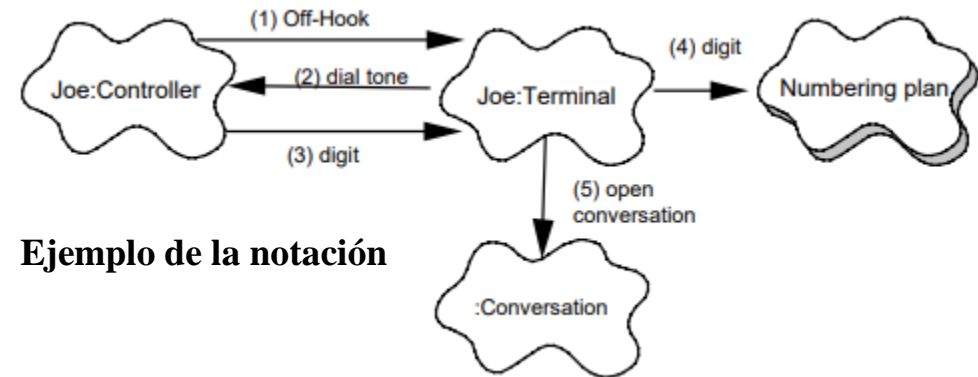 (1) Off-Hook
Joe:Controller
(2) dial tone
(3) digit
Joe:Terminal
(4) digit
Numbering plan
(5) open
conversation
Ejemplo de la notación
:Conversation